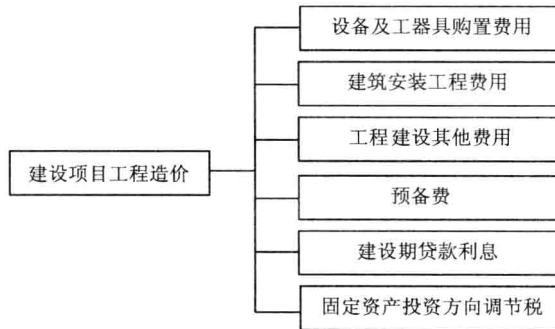 设备及工器具购置费用
建筑安装工程费用
工程建设其他费用
建设项目工程造价
预备费
建设期贷款利息
固定资产投资方向调节税